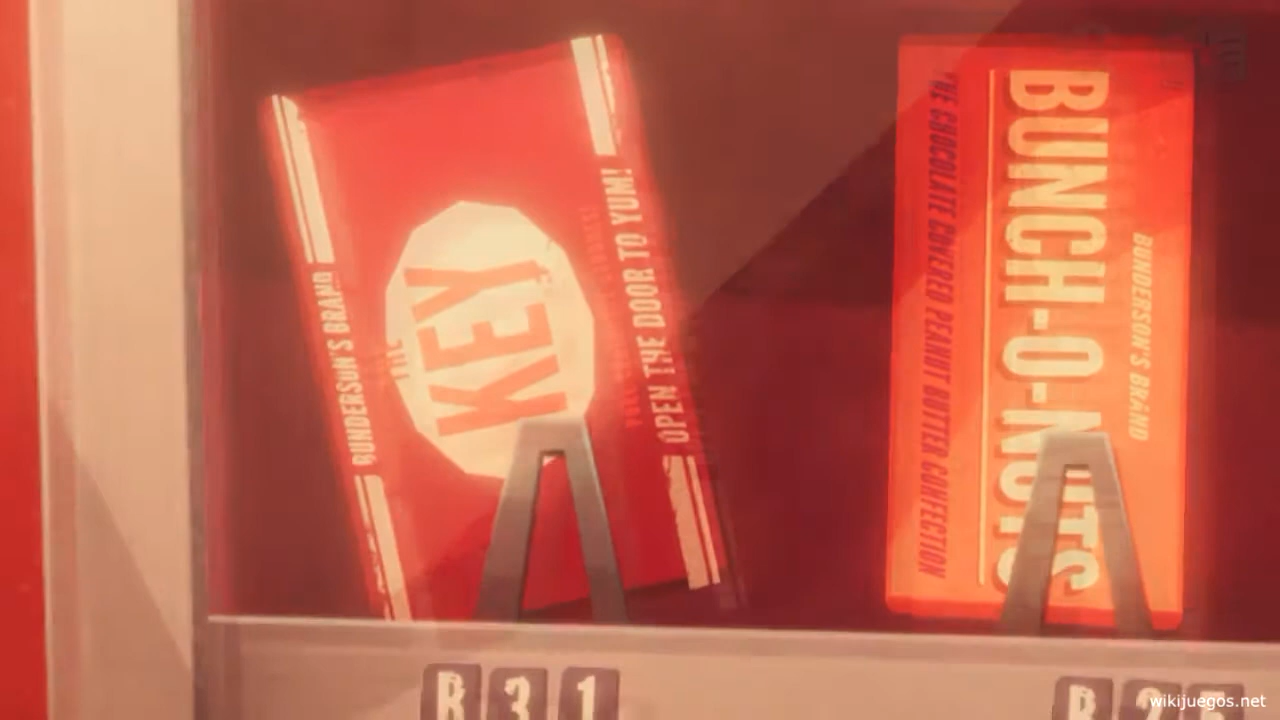 BUNDERSON'S BRAND
THE
KEY
OPEN THE DOOR TO YUM!
BUNDERSON'S BRAND
BUNCH-O-NUTS
THE CHOCOLATE COVERED PEANUT BUTTER CONFECTION
B31
wikijuegos.net